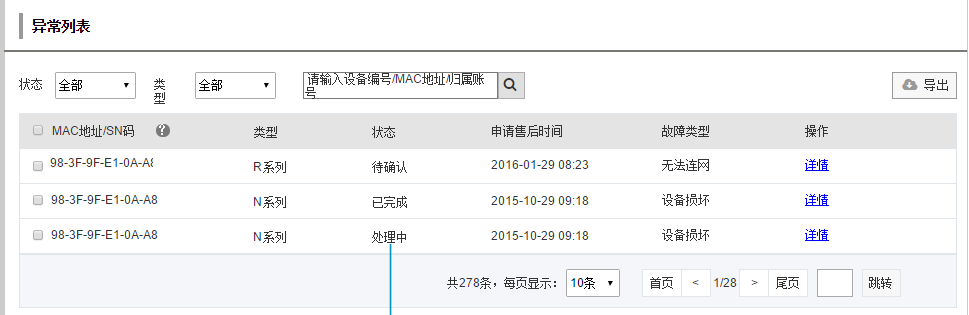 异常列表
状态 全部 类型 全部 请输入设备编号/MAC地址/归属账号 导出
MAC地址/SN码 ? 类型 状态 申请售后时间 故障类型 操作
98-3F-9F-E1-0A-A8 R系列 待确认 2016-01-29 08:23 无法连网 详情
98-3F-9F-E1-0A-A8 N系列 已完成 2015-10-29 09:18 设备损坏 详情
98-3F-9F-E1-0A-A8 N系列 处理中 2015-10-29 09:18 设备损坏 详情
共278条，每页显示： 10条 首页 < 1/28 > 尾页 跳转